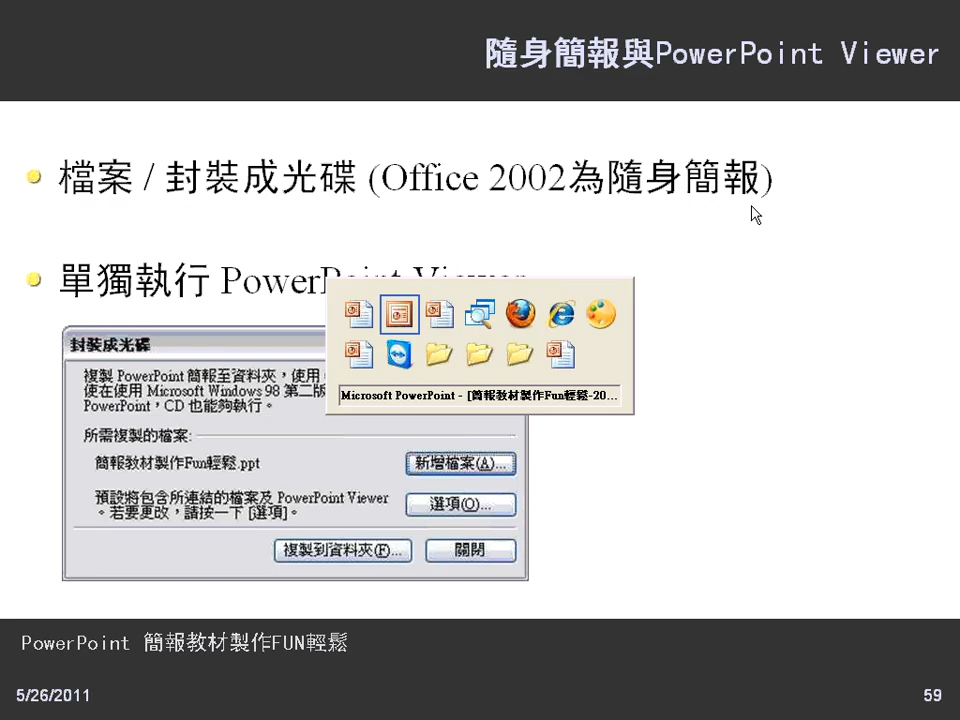 隨身簡報與PowerPoint Viewer
檔案 / 封裝成光碟 (Office 2002為隨身簡報)
單獨執行 PowerPoint Viewer
封裝成光碟
複製 PowerPoint 簡報至資料夾，使用
使在使用 Microsoft Windows 98 第二版
PowerPoint，CD 也能夠執行。
所需複製的檔案:
簡報教材製作Fun輕鬆.ppt
新增檔案(A)...
預設將包含所連結的檔案及 PowerPoint Viewer
。若要更改，請按一下 [選項]。
選項(O)...
複製到資料夾(F)...
關閉
Microsoft PowerPoint - [簡報教材製作Fun輕鬆-20...
PowerPoint 簡報教材製作FUN輕鬆
5/26/2011
59